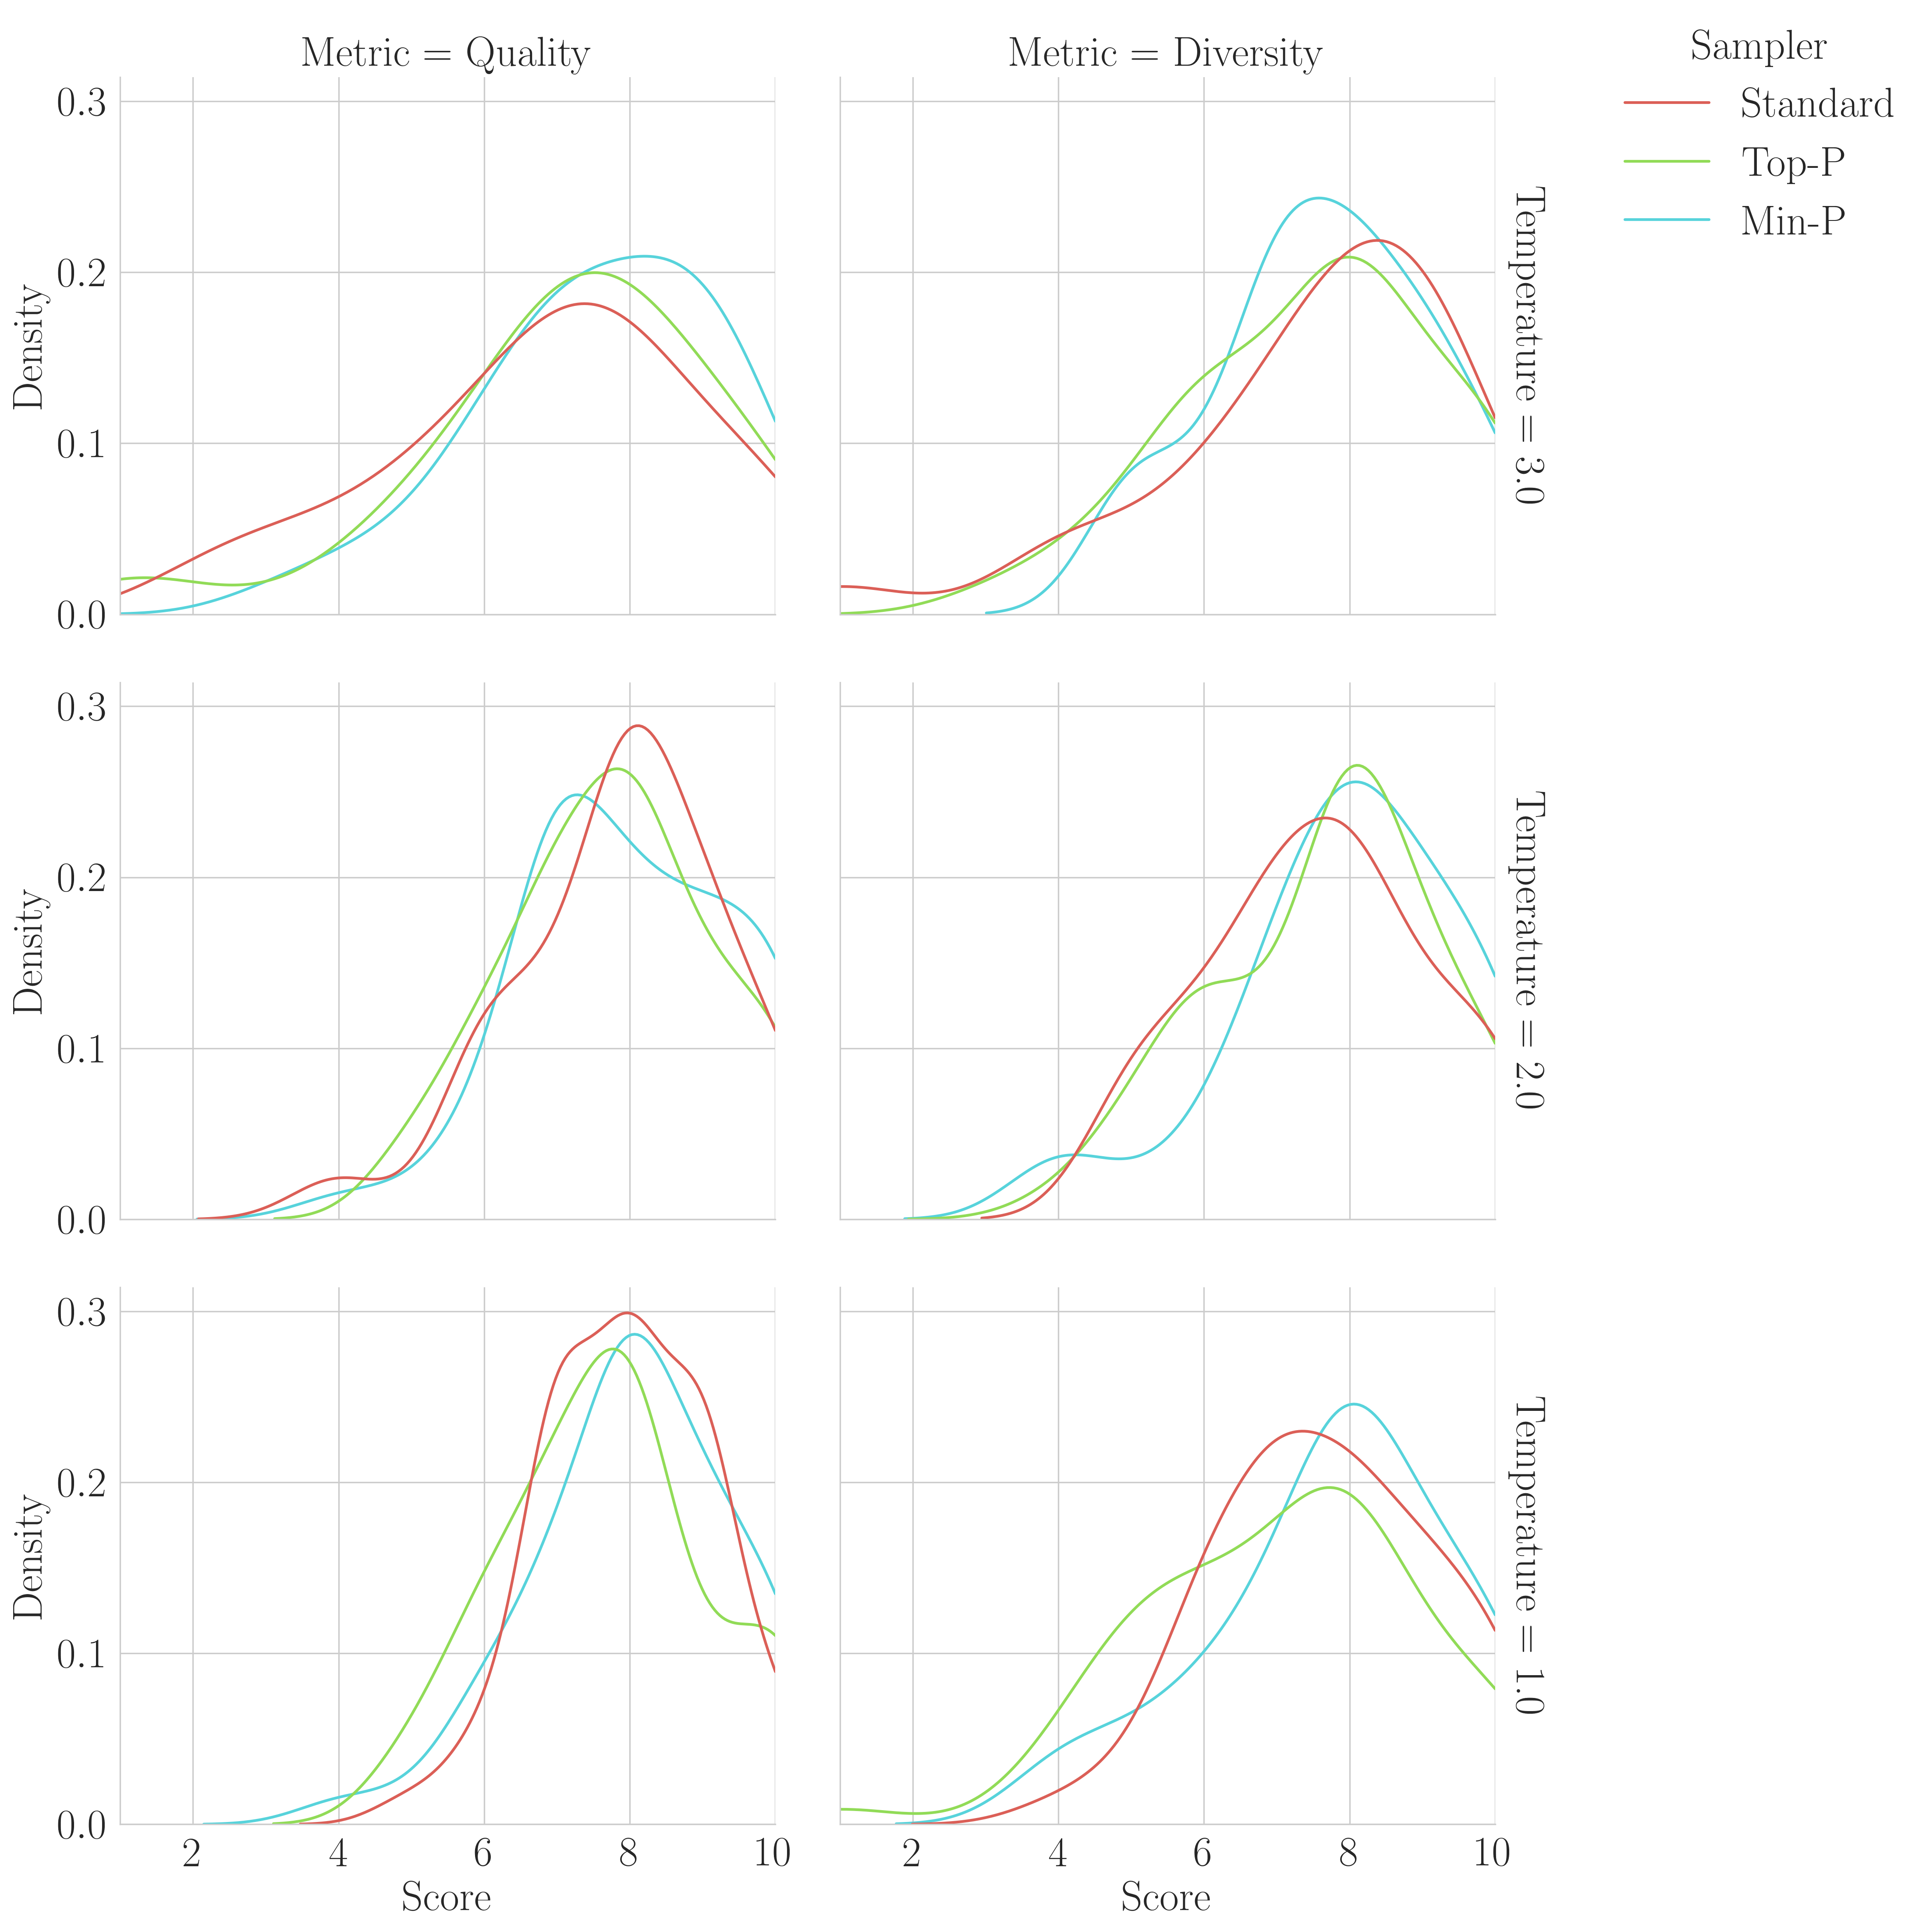 Metric = Quality
Metric = Diversity
Sampler
Standard
Top-P
Min-P
0.3
0.2
0.1
0.0
Density
Temperature = 3.0
0.3
0.2
0.1
0.0
Density
Temperature = 2.0
0.3
0.2
0.1
0.0
Density
Temperature = 1.0
2 4 6 8 10
2 4 6 8 10
Score
Score